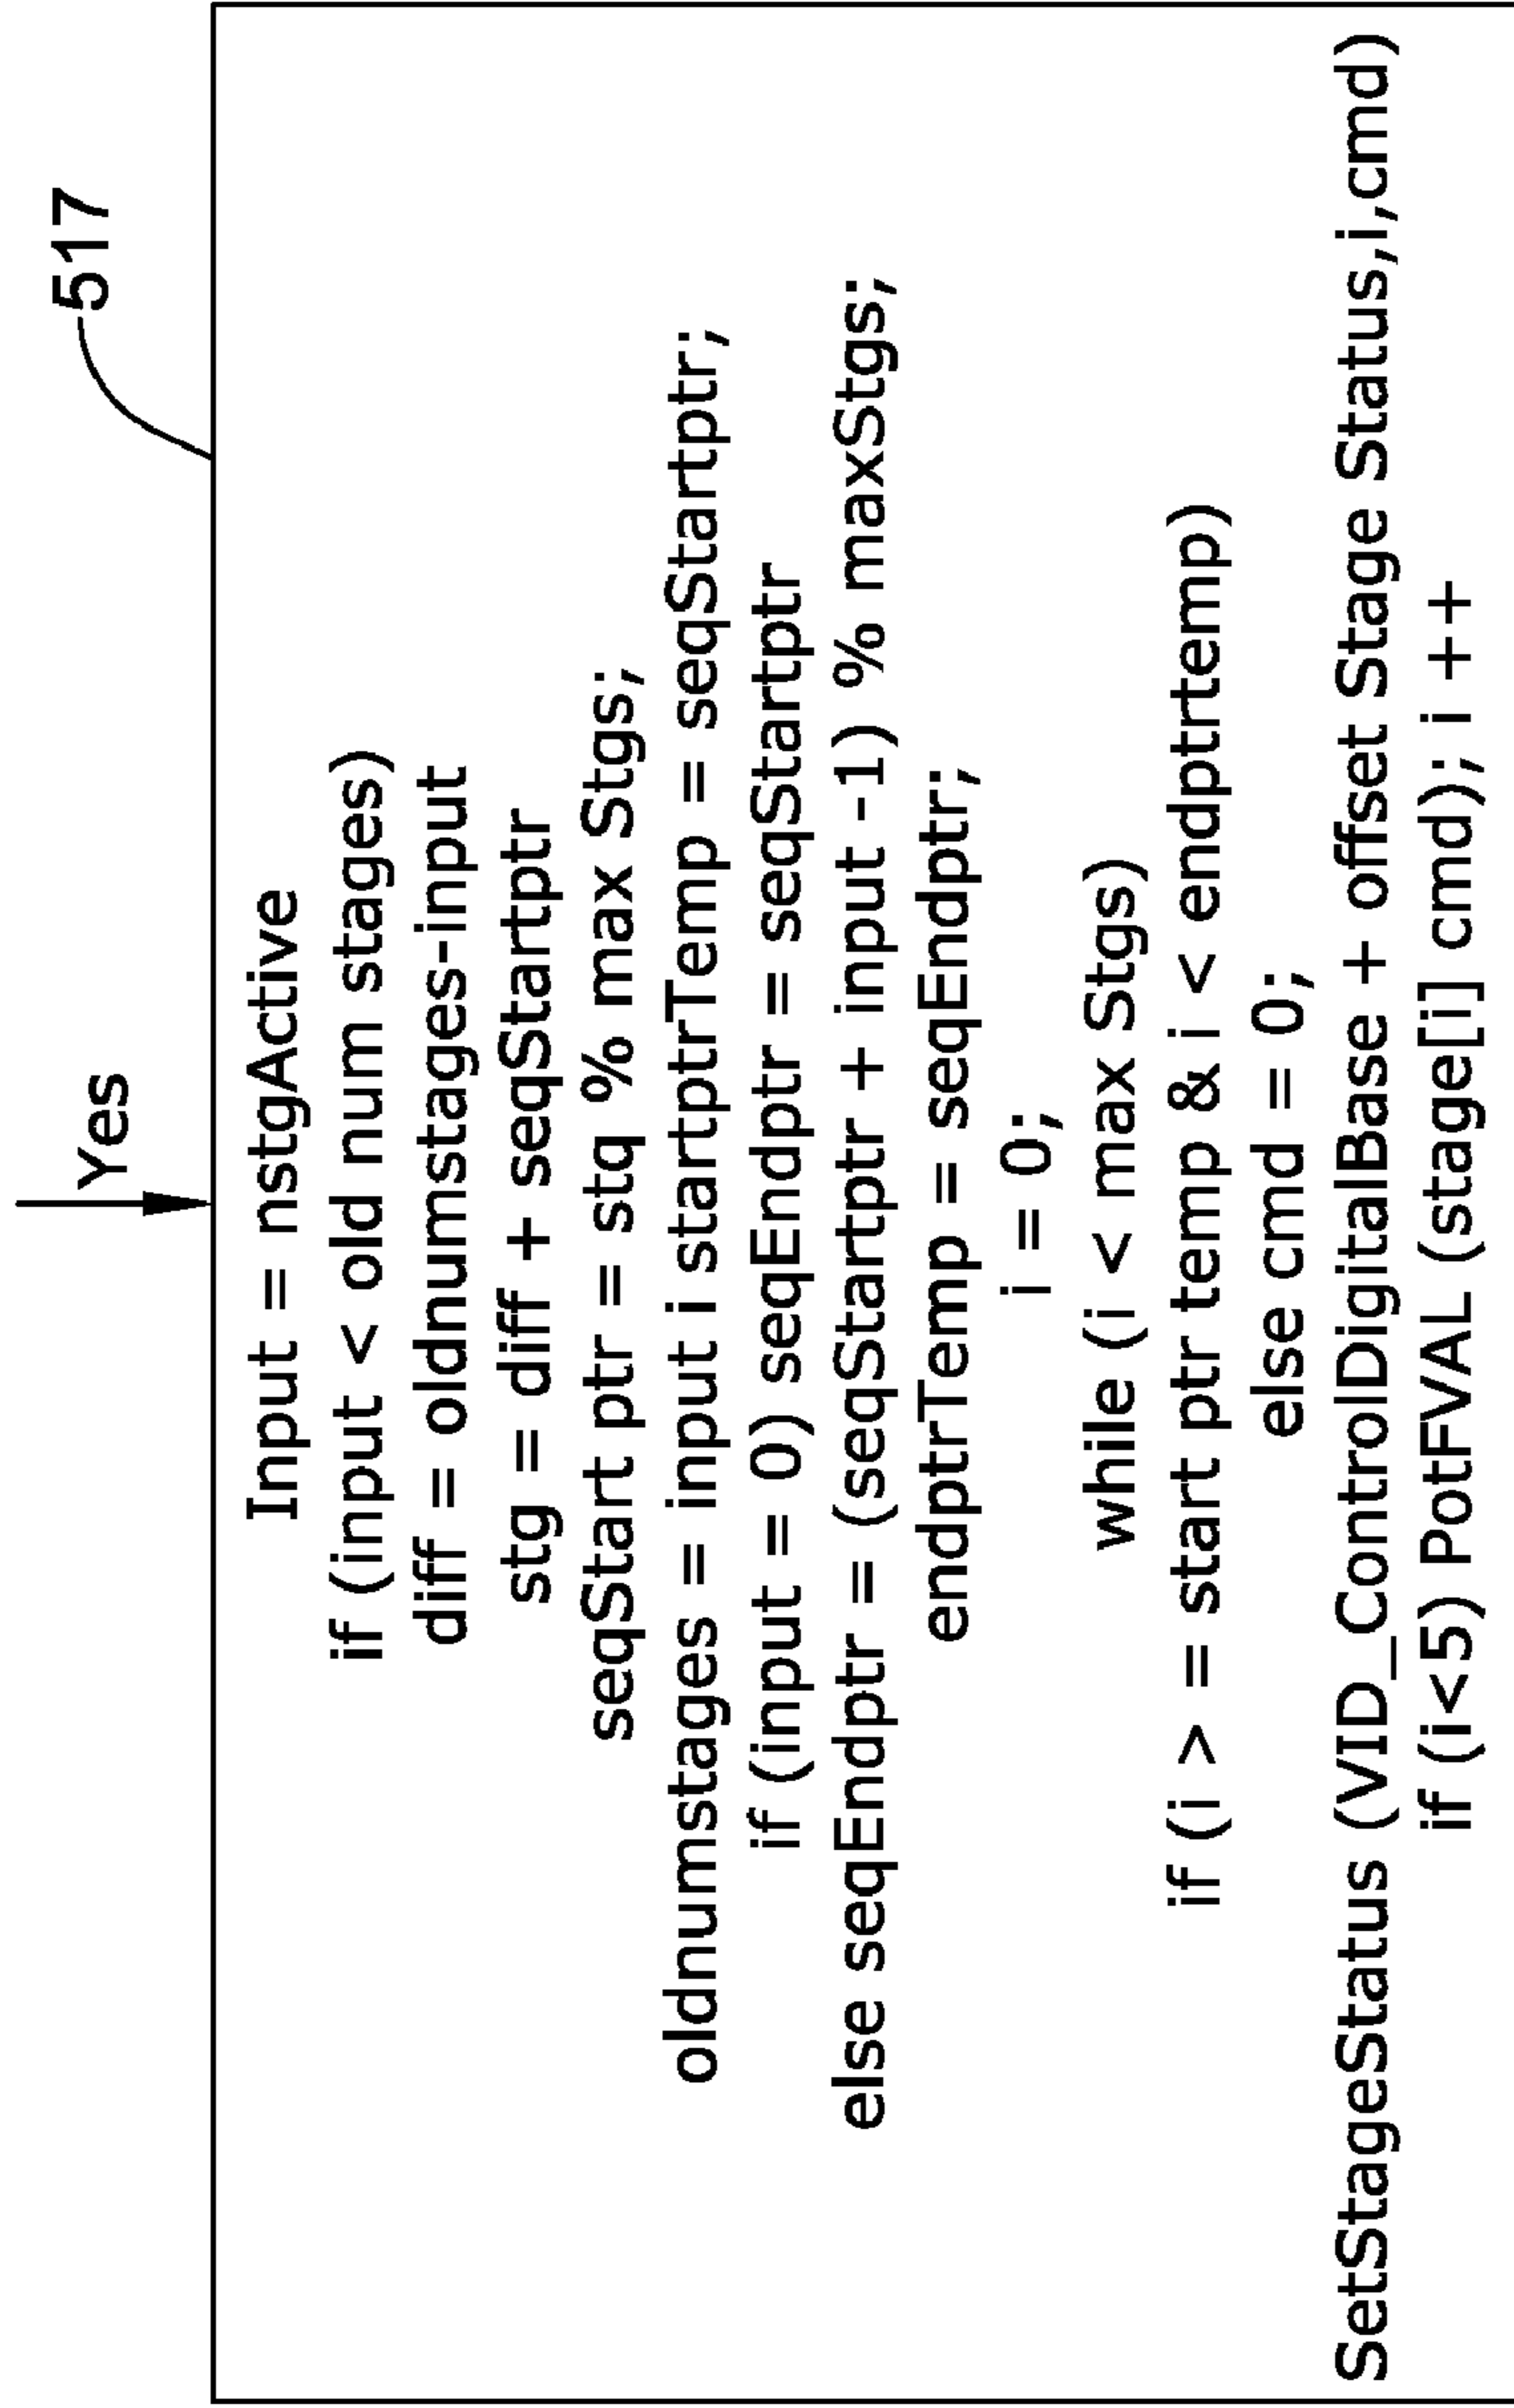 Yes
517
Input = nstgActive
if (input < old num stages)
diff = oldnumstages-input
stg = diff + seqStartptr
seqStart ptr = stq % max Stgs;
oldnumstages = input i startptrTemp = seqStartptr;
if (input = 0) seqEndptr = seqStartptr
else seqEndptr = (seqStartptr + input -1) % maxStgs;
endptrTemp = seqEndptr;
i = 0;
while (i < max Stgs)
if (i > = start ptr temp & i < endptrtemp)
else cmd = 0;
SetStageStatus (VID_ControlDigitalBase + offset Stage Status,i,cmd)
if (i<5) PotFVAL (stage[i] cmd); i ++